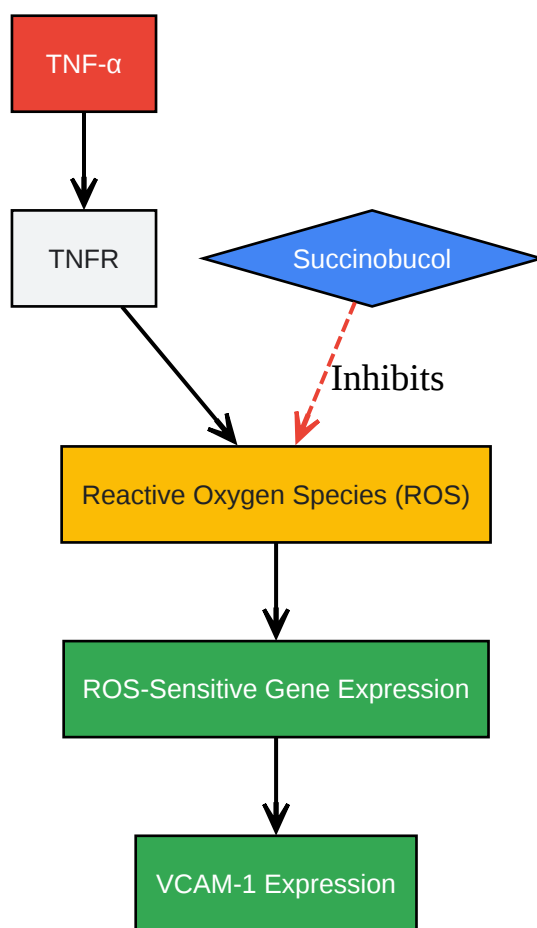 TNF-α
TNFR
Succinobucol
Inhibits
Reactive Oxygen Species (ROS)
ROS-Sensitive Gene Expression
VCAM-1 Expression